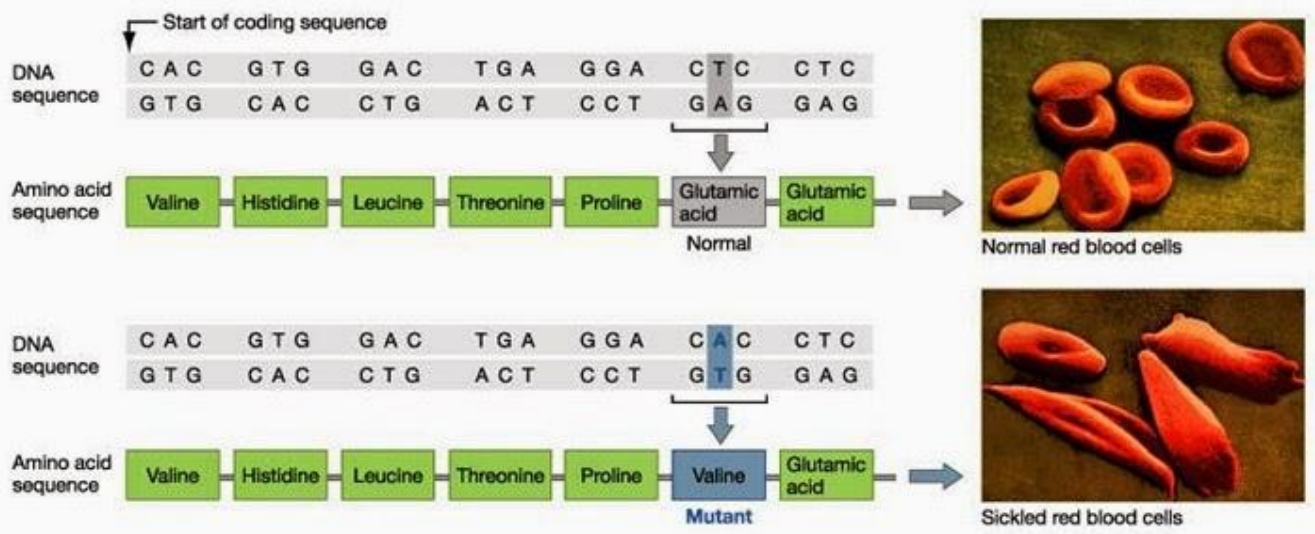 Start of coding sequence
DNA sequence
C A C G T G G A C T G A G G A C T C C T C
G T G C A C C T G A C T C C T G A G G A G
Amino acid sequence
Valine Histidine Leucine Threonine Proline Glutamic acid Glutamic acid
Normal
Normal red blood cells
DNA sequence
C A C G T G G A C T G A G G A C A C C T C
G T G C A C C T G A C T C C T G T G G A G
Amino acid sequence
Valine Histidine Leucine Threonine Proline Valine Glutamic acid
Mutant
Sickled red blood cells